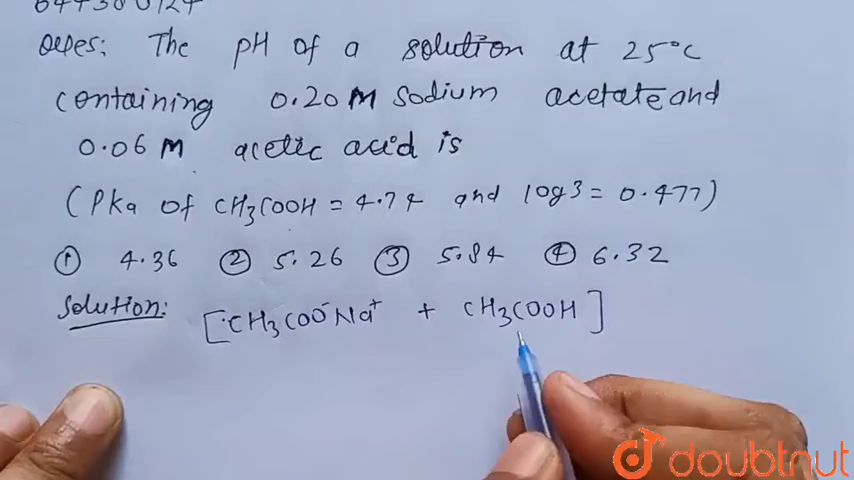 644380124
Ques: The pH of a solution at 25°C
containing 0.20 M Sodium acetate and
0.06 M acetic acid is
(Pka of CH₃COOH = 4.74 and log3 = 0.477)
① 4.36 ② 5.26 ③ 5.84 ④ 6.32
Solution: [CH₃COO⁻Na⁺ + CH₃COOH]
doubtnut